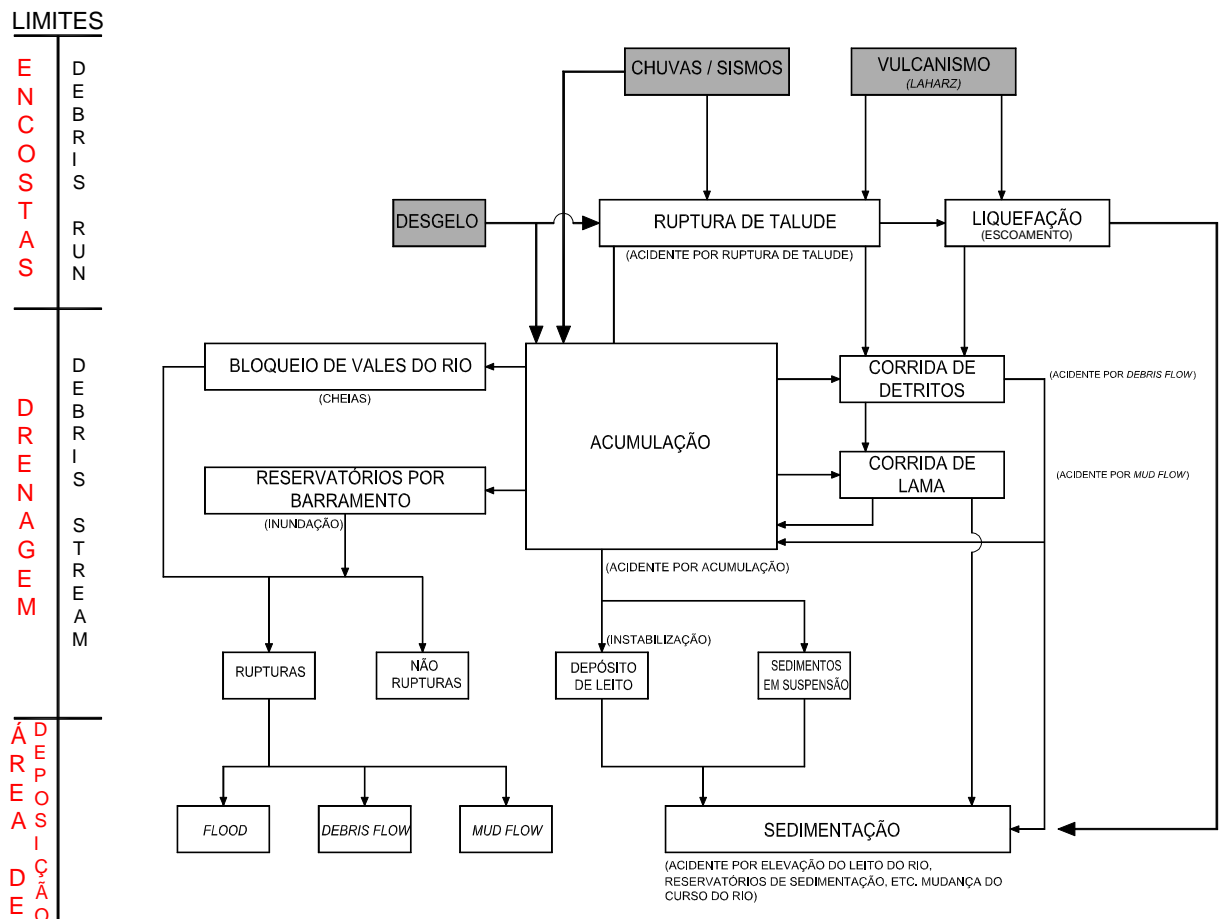 LIMITES
ENCOSTAS
DEBRIS RUN
CHUVAS / SISMOS
VULCANISMO
(LAHARZ)
DESGELO
RUPTURA DE TALUDE
(ACIDENTE POR RUPTURA DE TALUDE)
LIQUEFAÇÃO
(ESCOAMENTO)
DRENAGEM
DEBRIS STREAM
BLOQUEIO DE VALES DO RIO
(CHEIAS)
ACUMULAÇÃO
(ACIDENTE POR ACUMULAÇÃO)
CORRIDA DE
DETRITOS
(ACIDENTE POR DEBRIS FLOW)
RESERVATÓRIOS POR
BARRAMENTO
(INUNDAÇÃO)
CORRIDA DE
LAMA
(ACIDENTE POR MUD FLOW)
(INSTABILIZAÇÃO)
RUPTURAS
NÃO
RUPTURAS
DEPÓSITO
DE LEITO
SEDIMENTOS
EM SUSPENSÃO
ÁREA DE
DEPOSIÇÃO
FLOOD
DEBRIS FLOW
MUD FLOW
SEDIMENTAÇÃO
(ACIDENTE POR ELEVAÇÃO DO LEITO DO RIO,
RESERVATÓRIOS DE SEDIMENTAÇÃO, ETC. MUDANÇA DO
CURSO DO RIO)